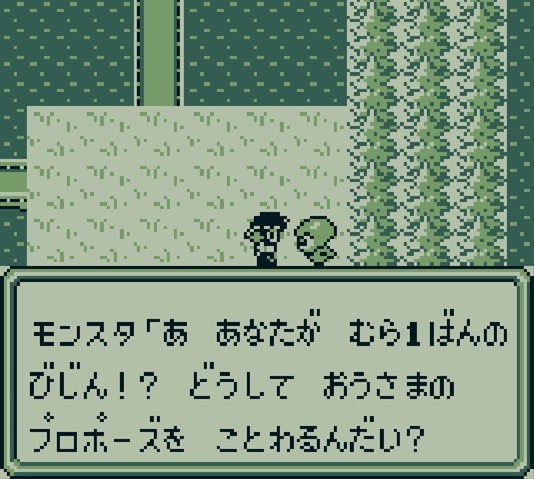 モンスタ「あ　あなたが　むら1ばんの
びじん!?　どうして　おうさまの
プロポーズを　ことわるんだい?